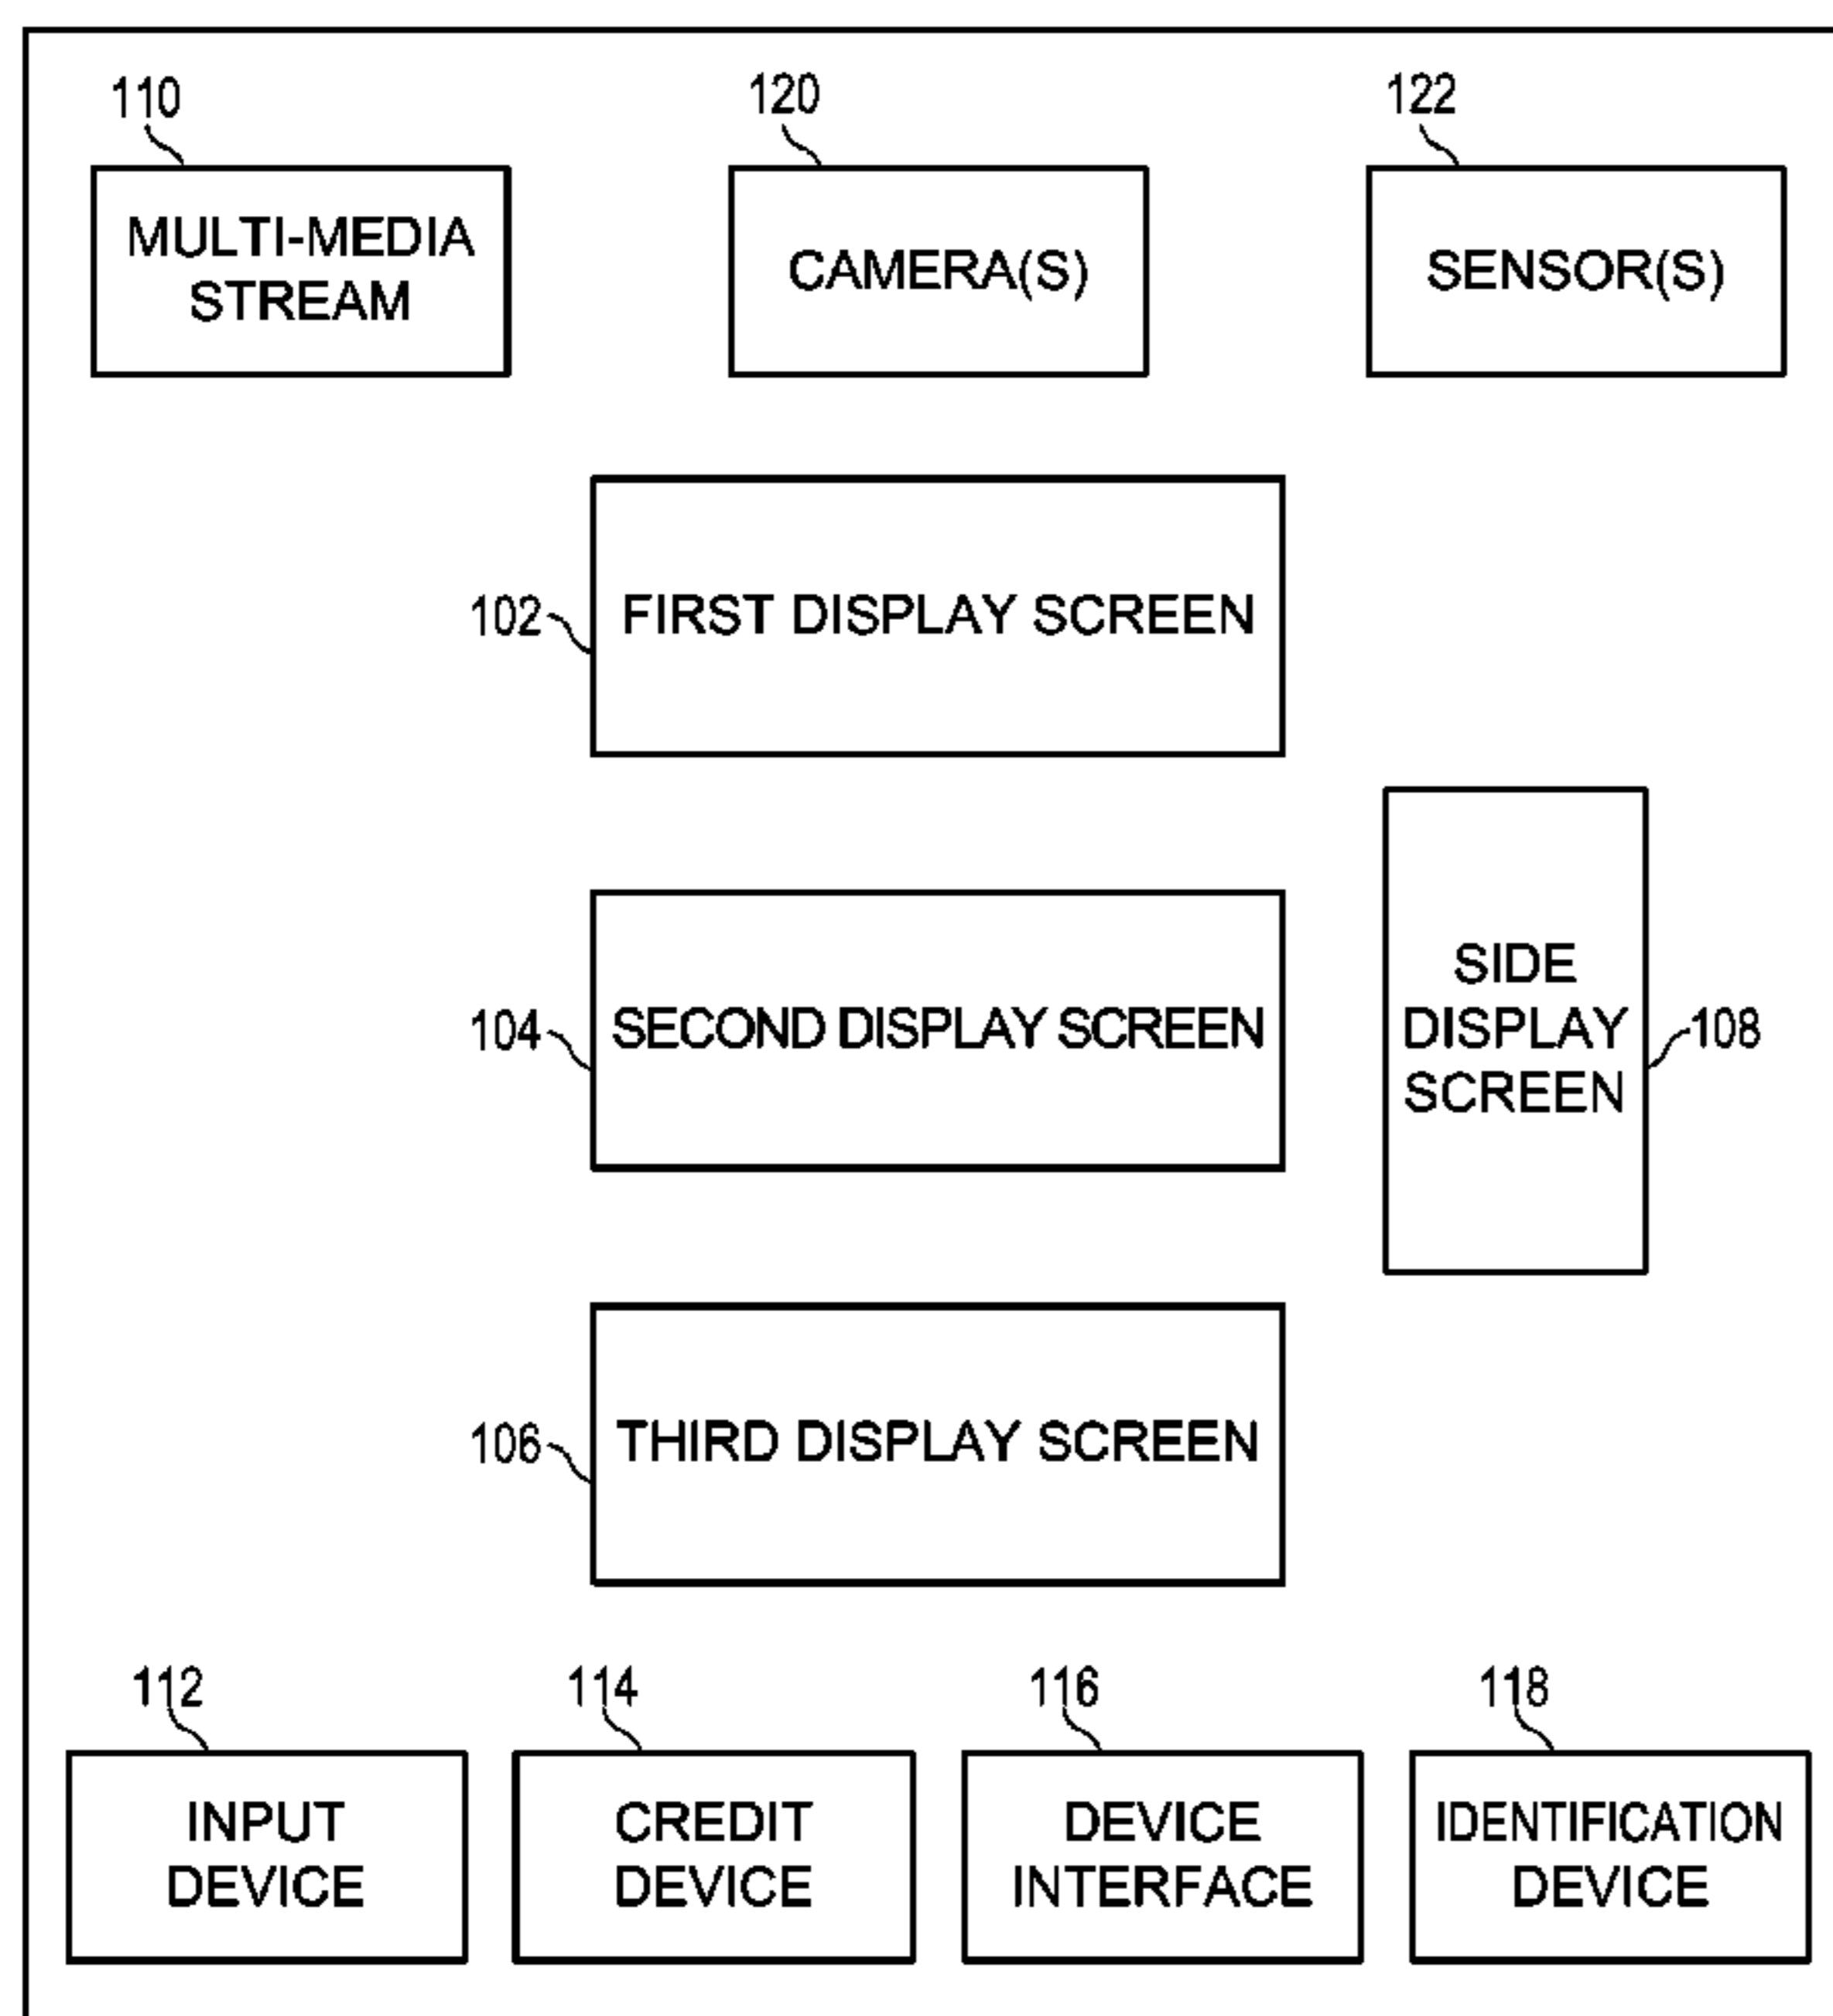 110
120
122
MULTI-MEDIA
STREAM
CAMERA(S)
SENSOR(S)
102
FIRST DISPLAY SCREEN
104
SECOND DISPLAY SCREEN
SIDE
DISPLAY
SCREEN
108
106
THIRD DISPLAY SCREEN
112
114
116
118
INPUT
DEVICE
CREDIT
DEVICE
DEVICE
INTERFACE
IDENTIFICATION
DEVICE